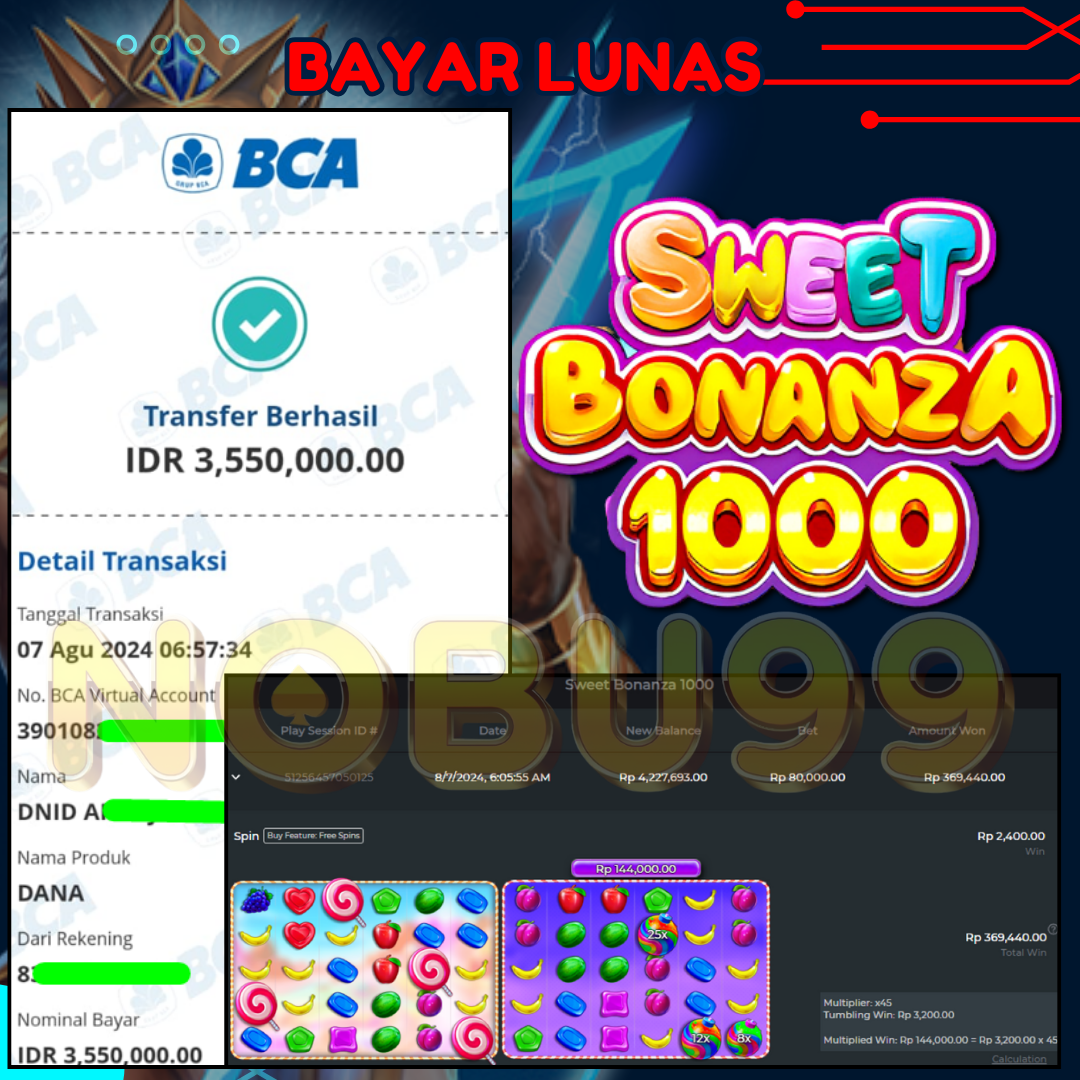 BAYAR LUNAS
GRUP BCA
BCA
Transfer Berhasil
IDR 3,550,000.00
Detail Transaksi
Tanggal Transaksi
07 Agu 2024 06:57:34
No. BCA Virtual Account
390108
Nama
DNID A
Nama Produk
DANA
Dari Rekening
8
Nominal Bayar
IDR 3,550,000.00
SWEET
BONANZA
1000
NOBU99
Sweet Bonanza 1000
Play Session ID # Date New Balance Bet Amount Won
51256457050125 8/7/2024, 6:05:55 AM Rp 4,227,693.00 Rp 80,000.00 Rp 369,440.00
Spin Buy Feature: Free Spins Rp 2,400.00
Win
Rp 144,000.00
25x
12x 8x
Rp 369,440.00
Total Win
Multiplier: x45
Tumbling Win: Rp 3,200.00
Multiplied Win: Rp 144,000.00 = Rp 3,200.00 x 45
Calculation